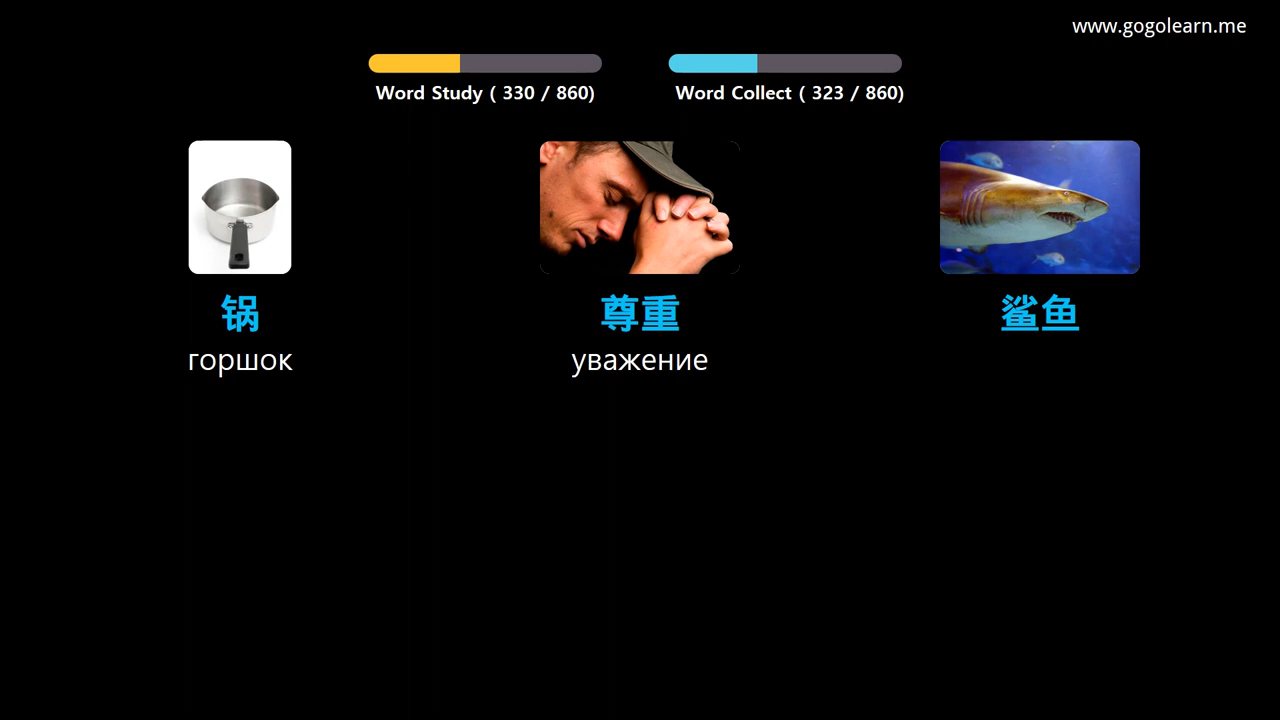 www.gogolearn.me
Word Study ( 330 / 860)
Word Collect ( 323 / 860)
锅
尊重
鲨鱼
горшок
уважение